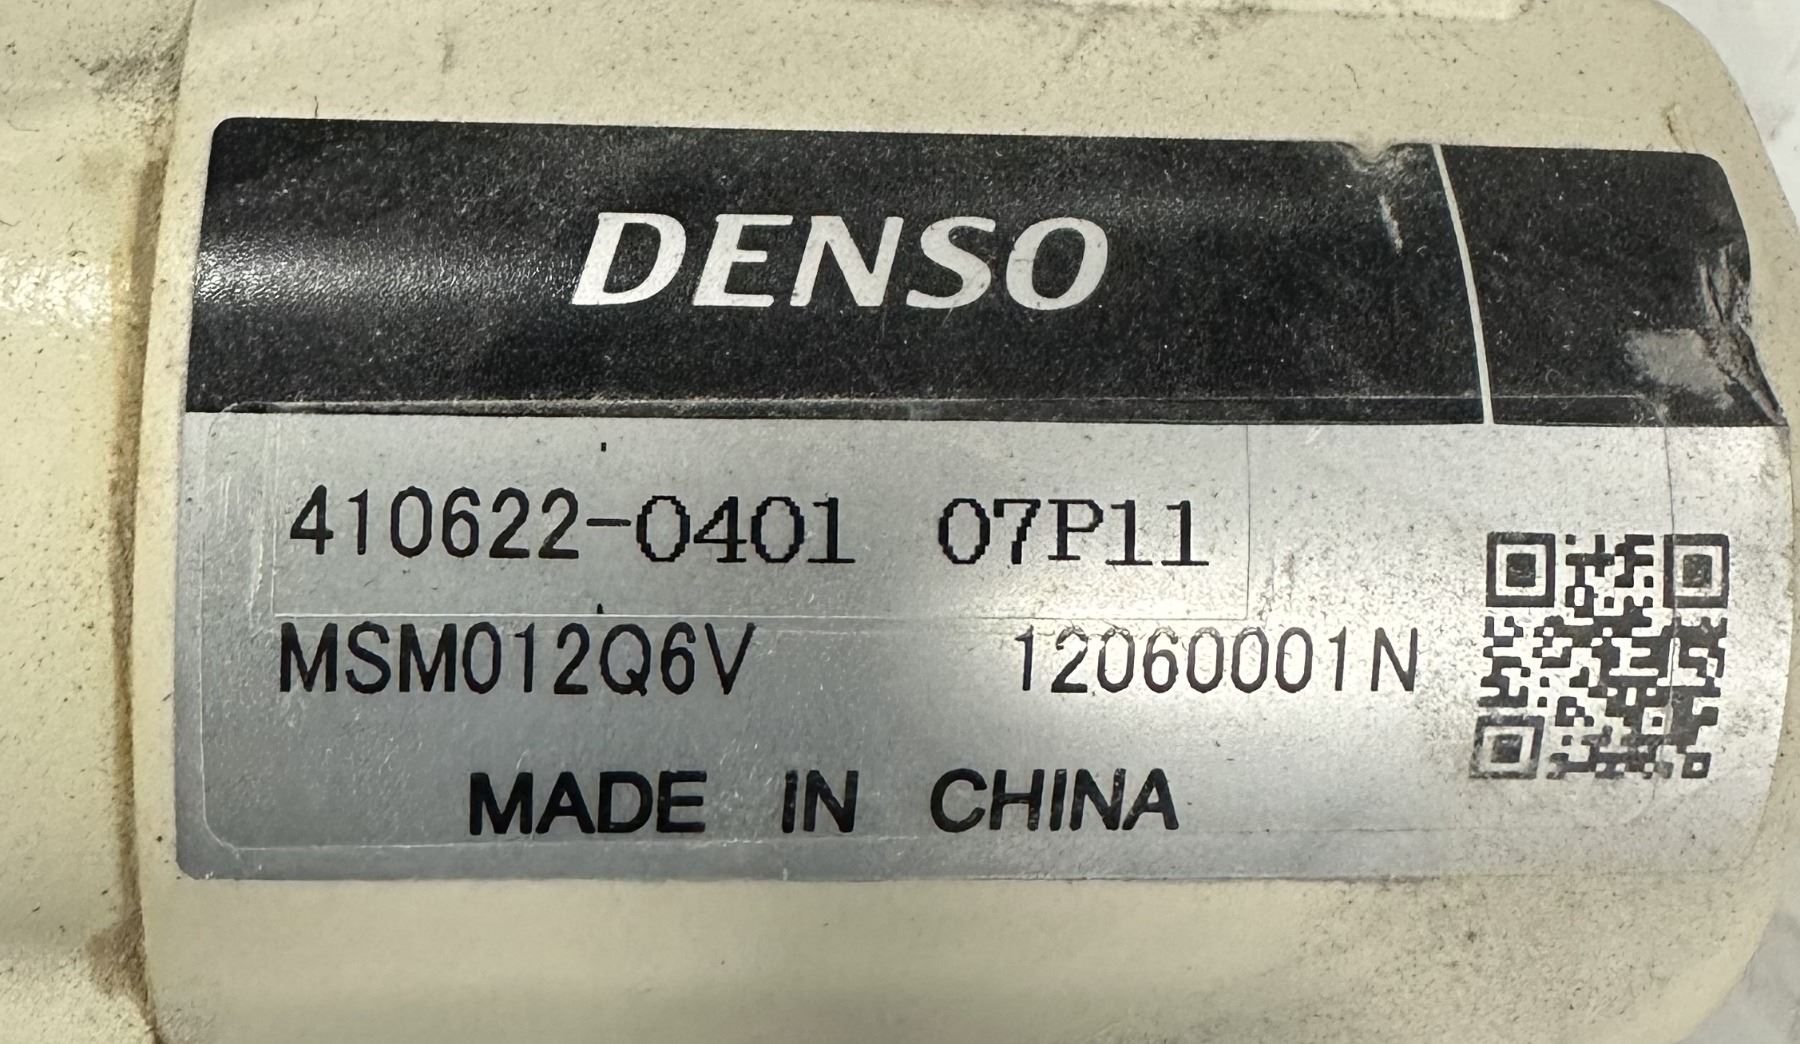 DENSO
410622-0401 07P11
MSM012Q6V 12060001N
MADE IN CHINA